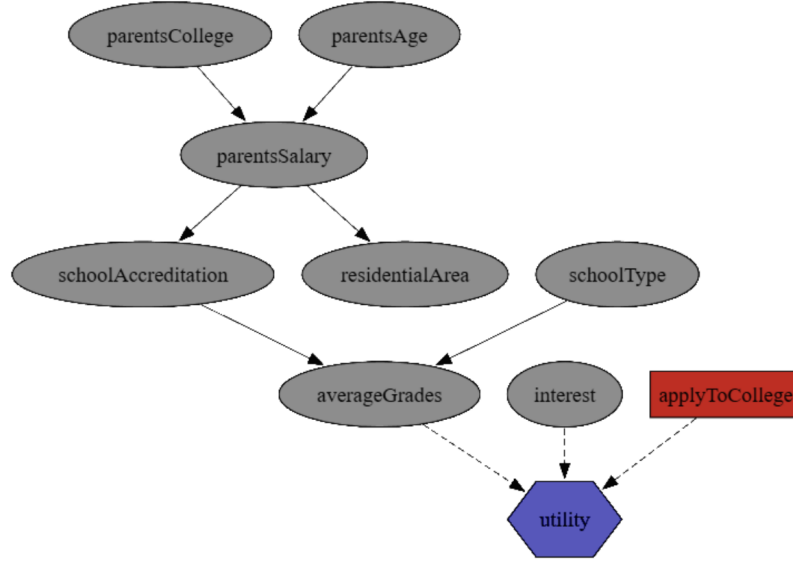 parentsCollege
parentsAge
parentsSalary
schoolAccreditation
residentialArea
schoolType
averageGrades
interest
applyToCollege
utility